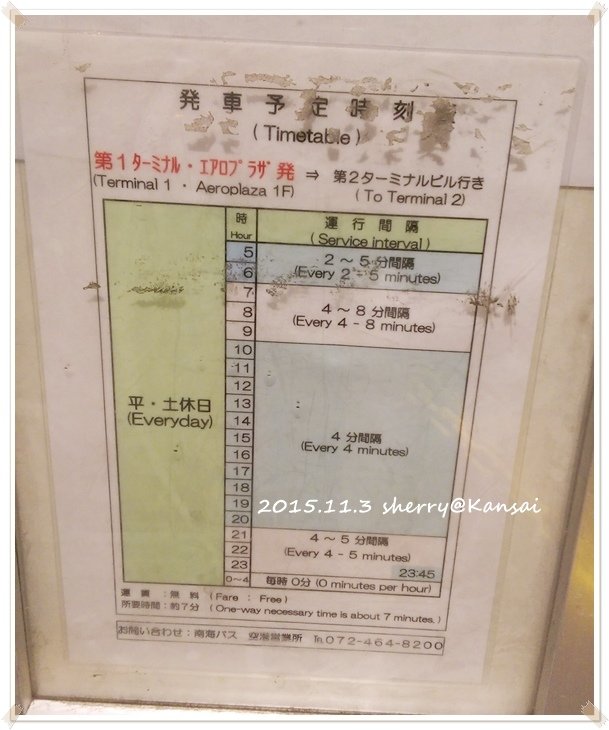 発車予定時刻
(Timetable)
第1ターミナル・エアロプラザ発 ⇒ 第2ターミナルビル行き
(Terminal 1 ・ Aeroplaza 1F) (To Terminal 2)
時 運行間隔
Hour (Service interval)
5 2～5分間隔
6 (Every 2 - 5 minutes)
7
8 4～8分間隔
9 (Every 4 - 8 minutes)
10
11
12
平・土休日 13
(Everyday) 14
15 4分間隔
16 (Every 4 minutes)
17
18
19
20
21 4～5分間隔
22 (Every 4 - 5 minutes)
23 23:45
0～4 毎時0分 (0 minutes per hour)
運賃:無料 (Fare : Free)
所要時間:約7分 (One-way necessary time is about 7 minutes.)
お問い合わせ:南海バス 空港営業所 ℡072-464-8200
2015.11.3 sherry@Kansai